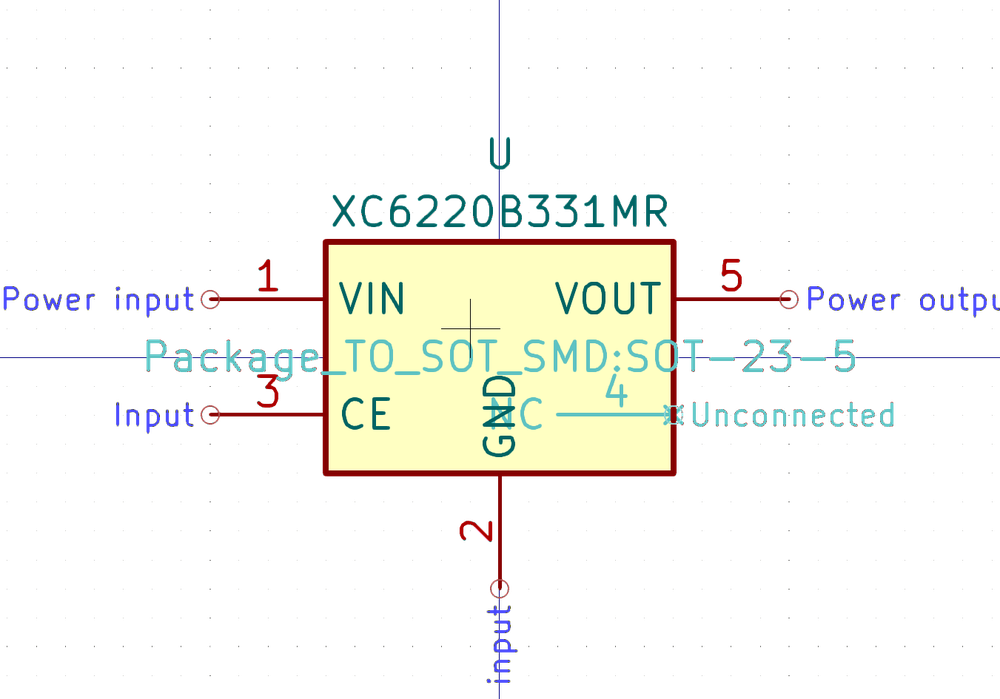 U
XC6220B331MR
1
5
Power input
VIN
VOUT
Power outpu
Package_TO_SOT_SMD:SOT-23-5
3
4
Input
CE
GND
NC
Unconnected
2
input